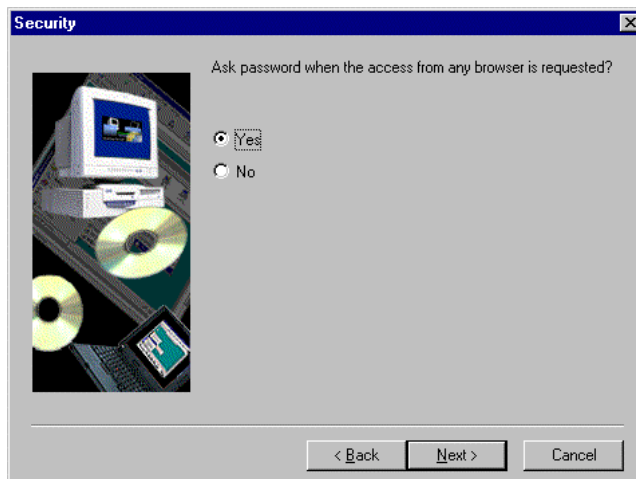 Security
Ask password when the access from any browser is requested?
Yes
No
< Back
Next >
Cancel